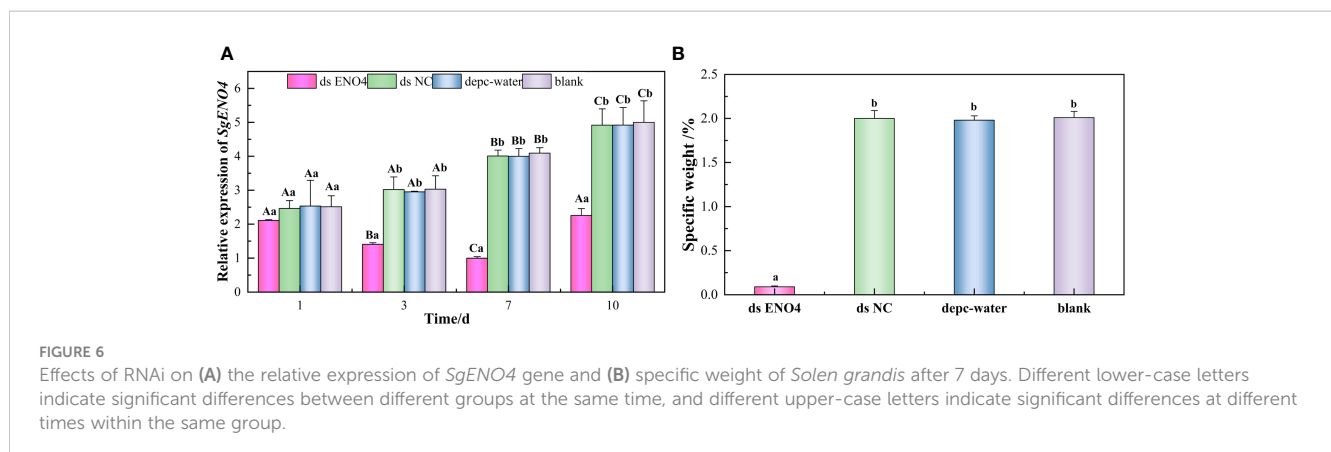 A
B
ds ENO4 ds NC depc-water blank
Relative expression of SgENO4
6
5
4
3
2
1
0
Aa Aa Aa Aa
Ba Ab Ab Ab
Ca Bb Bb Bb
Aa Cb Cb Cb
1 3 7 10
Time/d
Specific weight /%
2.5
2.0
1.5
1.0
0.5
0.0
a b b b
ds ENO4 ds NC depc-water blank
FIGURE 6
Effects of RNAi on (A) the relative expression of SgENO4 gene and (B) specific weight of Solen grandis after 7 days. Different lower-case letters
indicate significant differences between different groups at the same time, and different upper-case letters indicate significant differences at different
times within the same group.